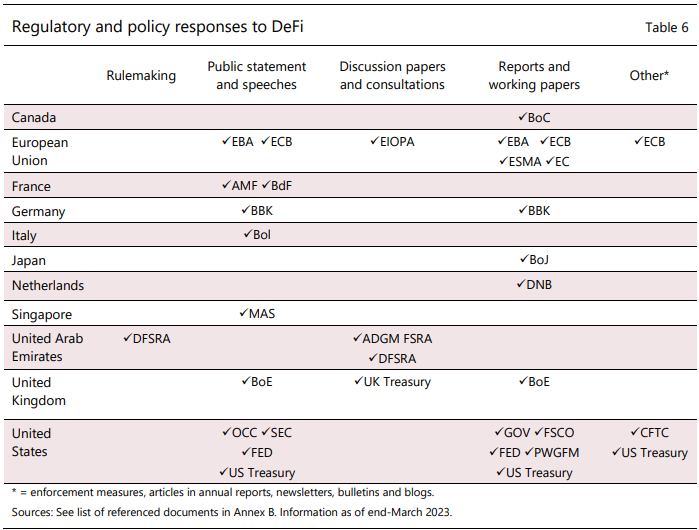 Regulatory and policy responses to DeFi Table 6
Rulemaking Public statement and speeches Discussion papers and consultations Reports and working papers Other*
Canada ✓BoC
European Union ✓EBA ✓ECB ✓EIOPA ✓EBA ✓ECB ✓ECB
✓ESMA ✓EC
France ✓AMF ✓BdF
Germany ✓BBK ✓BBK
Italy ✓BoI
Japan ✓BoJ
Netherlands ✓DNB
Singapore ✓MAS
United Arab Emirates ✓DFSRA ✓ADGM FSRA
✓DFSRA
United Kingdom ✓BoE ✓UK Treasury ✓BoE
United States ✓OCC ✓SEC ✓GOV ✓FSCO ✓CFTC
✓FED ✓FED ✓PWGFM ✓US Treasury
✓US Treasury ✓US Treasury
* = enforcement measures, articles in annual reports, newsletters, bulletins and blogs.
Sources: See list of referenced documents in Annex B. Information as of end-March 2023.